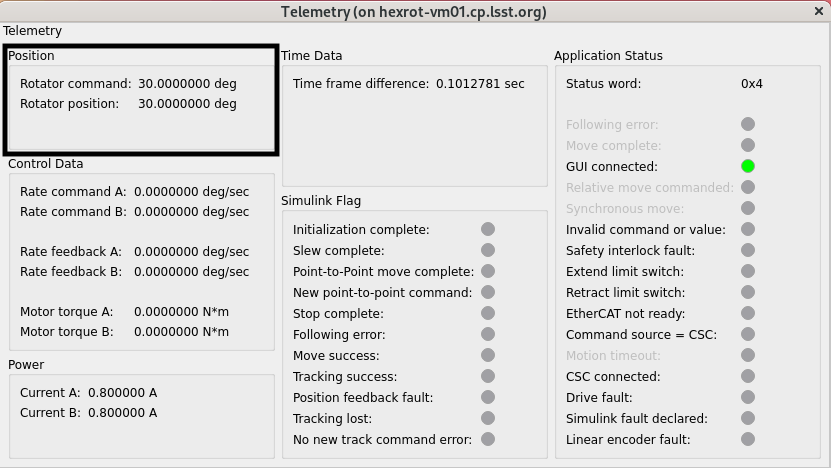 Telemetry (on hexrot-vm01.cp.lsst.org)
Telemetry
Position
Rotator command: 30.0000000 deg
Rotator position: 30.0000000 deg
Control Data
Rate command A: 0.0000000 deg/sec
Rate command B: 0.0000000 deg/sec
Rate feedback A: 0.0000000 deg/sec
Rate feedback B: 0.0000000 deg/sec
Motor torque A: 0.0000000 N*m
Motor torque B: 0.0000000 N*m
Power
Current A: 0.800000 A
Current B: 0.800000 A
Time Data
Time frame difference: 0.1012781 sec
Simulink Flag
Initialization complete:
Slew complete:
Point-to-Point move complete:
New point-to-point command:
Stop complete:
Following error:
Move success:
Tracking success:
Position feedback fault:
Tracking lost:
No new track command error:
Application Status
Status word: 0x4
Following error:
Move complete:
GUI connected:
Relative move commanded:
Synchronous move:
Invalid command or value:
Safety interlock fault:
Extend limit switch:
Retract limit switch:
EtherCAT not ready:
Command source = CSC:
Motion timeout:
CSC connected:
Drive fault:
Simulink fault declared:
Linear encoder fault: